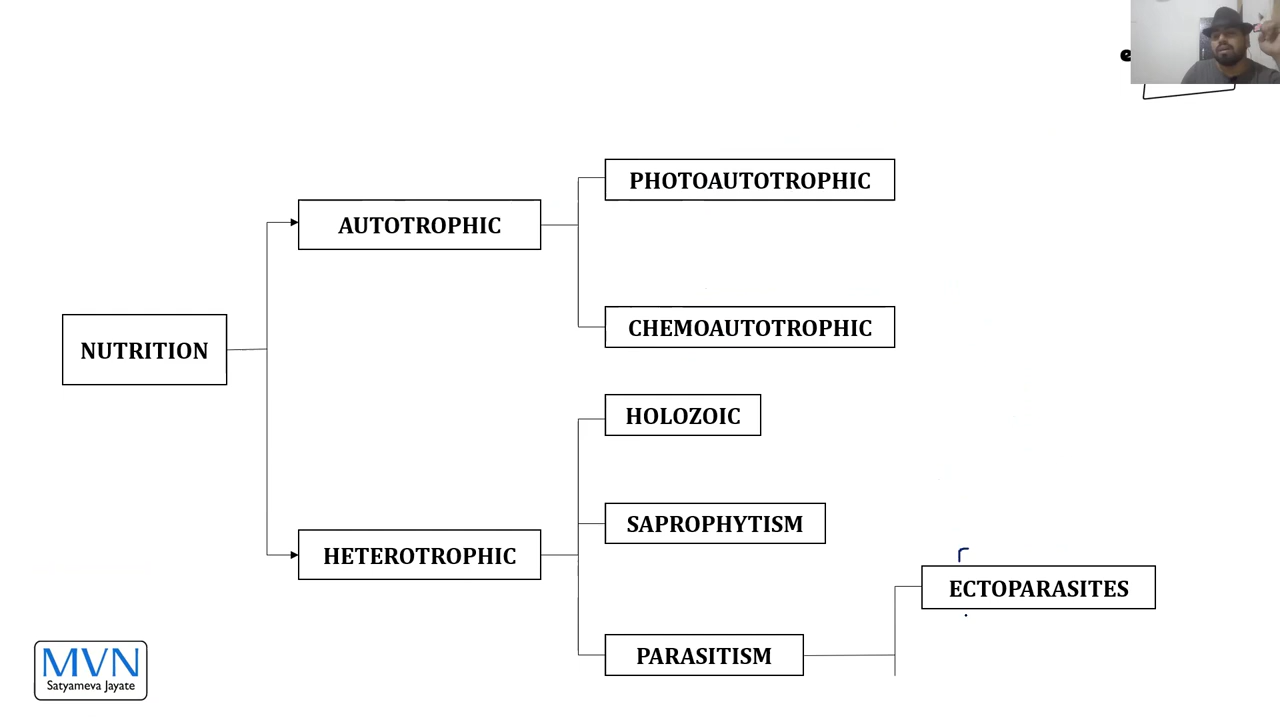 e
PHOTOAUTOTROPHIC
AUTOTROPHIC
CHEMOAUTOTROPHIC
NUTRITION
HOLOZOIC
SAPROPHYTISM
HETEROTROPHIC
ECTOPARASITES
PARASITISM
MVN
Satyameva Jayate